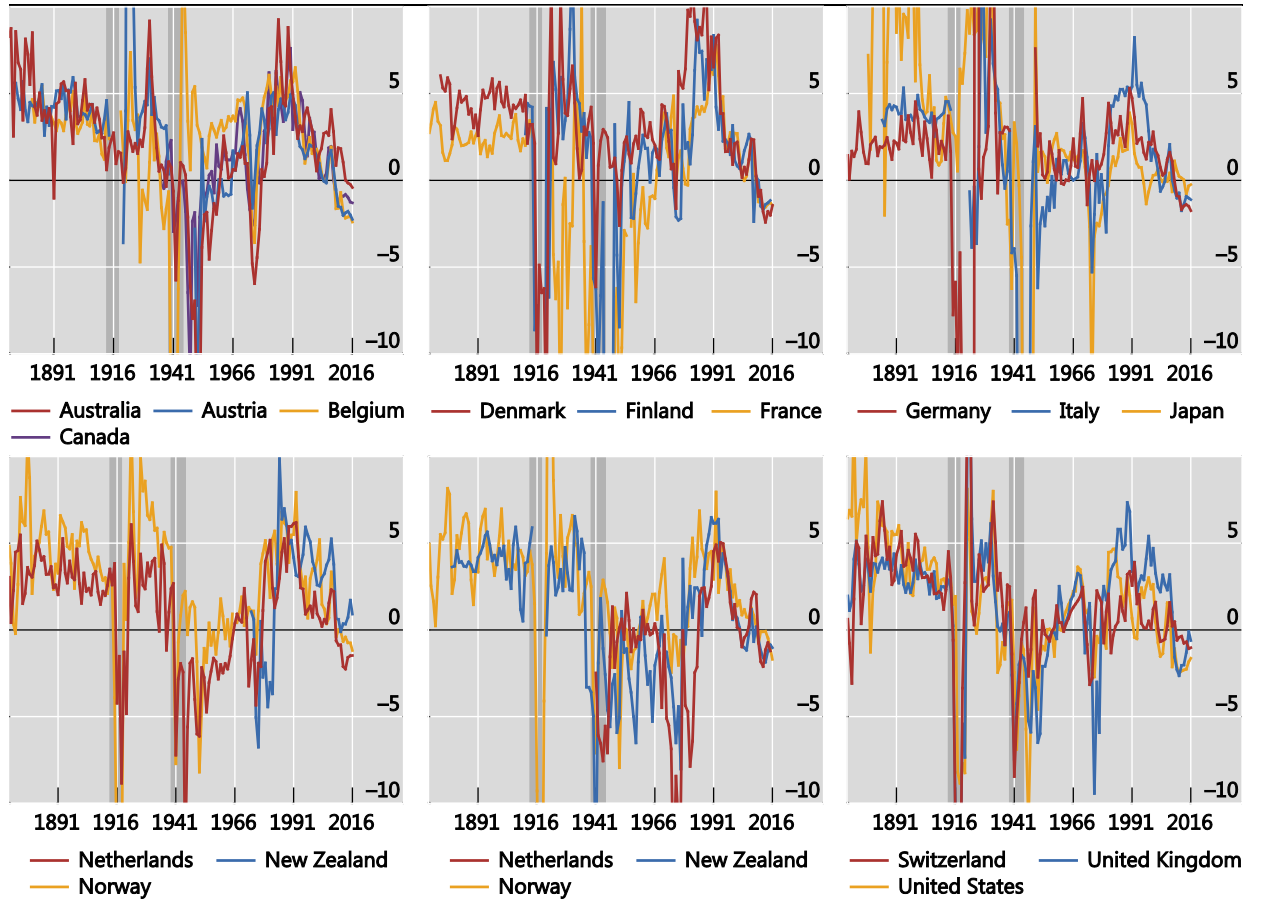 5 5 5
0 0 0
−5 −5 −5
−10 −10 −10
1891 1916 1941 1966 1991 2016 1891 1916 1941 1966 1991 2016 1891 1916 1941 1966 1991 2016
Australia Austria Belgium Denmark Finland France Germany Italy Japan
Canada
5 5 5
0 0 0
−5 −5 −5
−10 −10 −10
1891 1916 1941 1966 1991 2016 1891 1916 1941 1966 1991 2016 1891 1916 1941 1966 1991 2016
Netherlands New Zealand Netherlands New Zealand Switzerland United Kingdom
Norway Norway United States